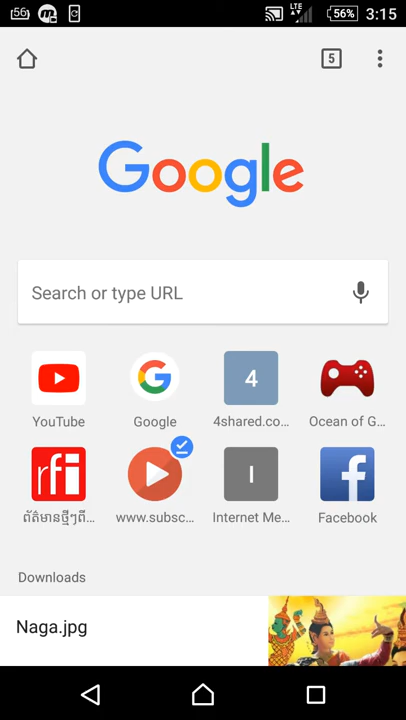 56 LTE 56% 3:15
5
Google
Search or type URL
4
YouTube Google 4shared.co... Ocean of G...
rfi I f
ព័ត៌មានថ្មីៗពី... www.subsc... Internet Me... Facebook
Downloads
Naga.jpg